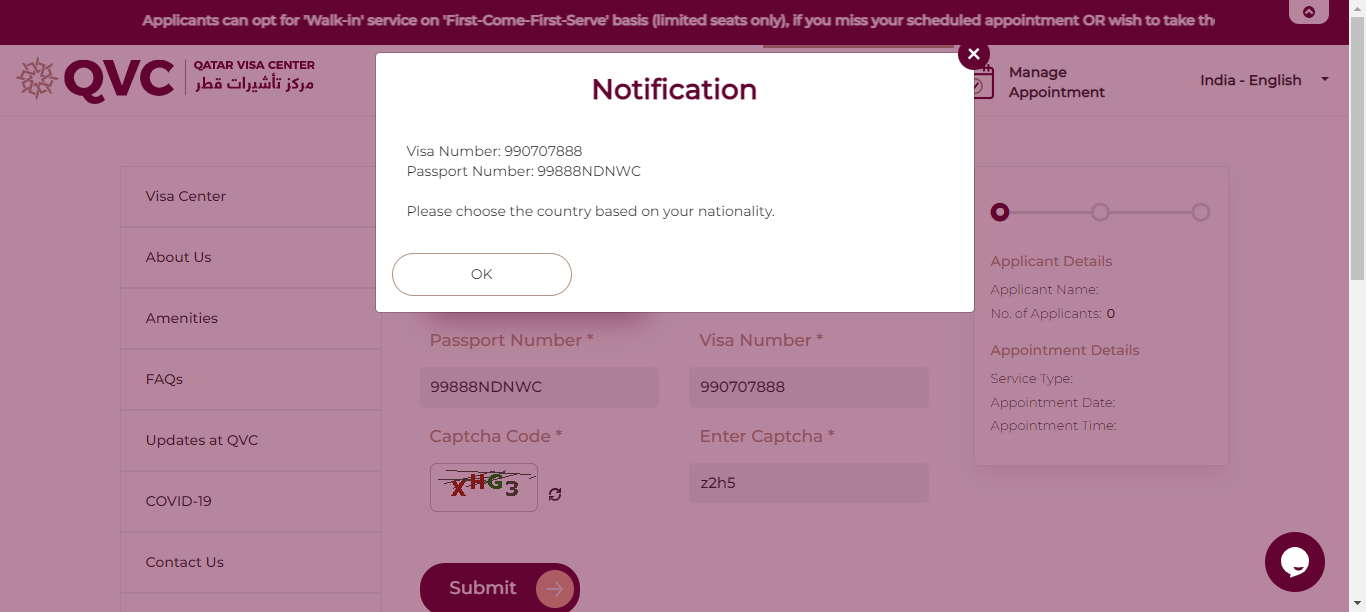 Applicants can opt for 'Walk-in' service on 'First-Come-First-Serve' basis (limited seats only), if you miss your scheduled appointment OR wish to take
QVC
QATAR VISA CENTER
مركز تأشيرات قطر
Manage
Appointment
India - English
Notification
Visa Number: 990707888
Passport Number: 99888NDNWC
Please choose the country based on your nationality.
OK
Visa Center
About Us
Amenities
FAQs
Updates at QVC
COVID-19
Contact Us
Passport Number *
Visa Number *
99888NDNWC
990707888
Captcha Code *
Enter Captcha *
XHG3
z2h5
Submit
Applicant Details
Applicant Name:
No. of Applicants: 0
Appointment Details
Service Type:
Appointment Date:
Appointment Time: